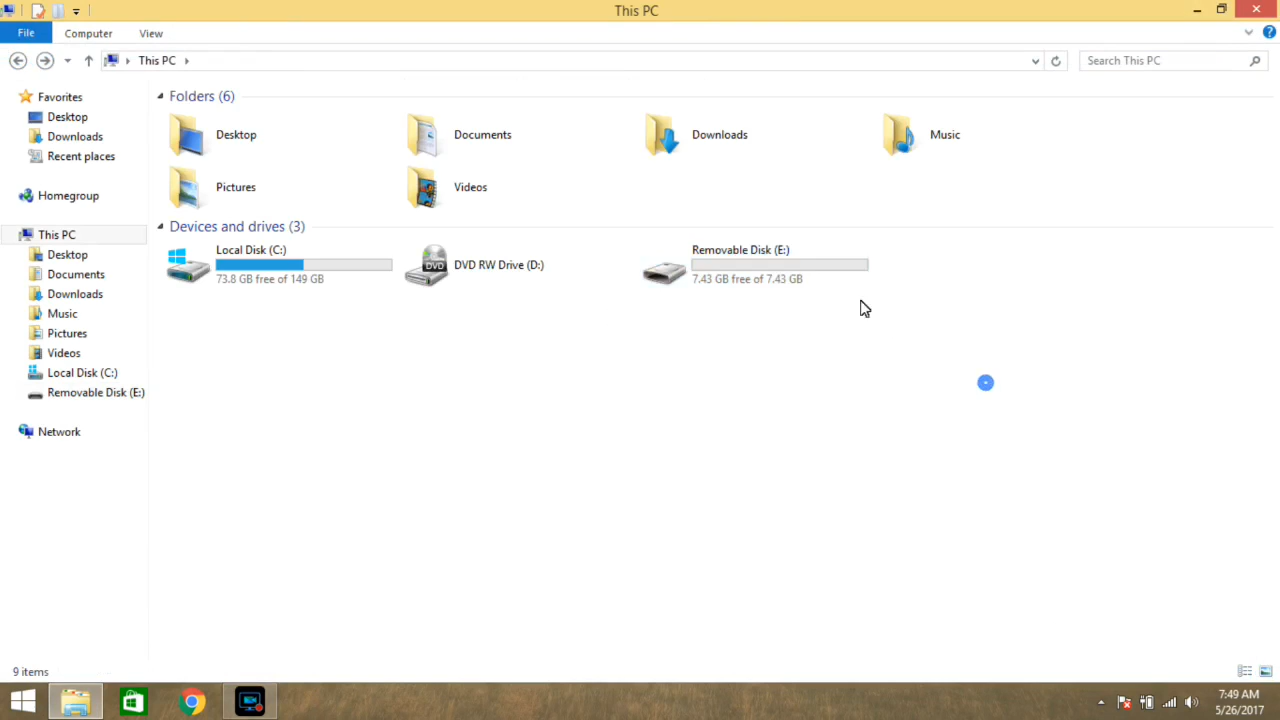 This PC
File
Computer
View
This PC
Search This PC
Favorites
Desktop
Downloads
Recent places
Homegroup
This PC
Desktop
Documents
Downloads
Music
Pictures
Videos
Local Disk (C:)
Removable Disk (E:)
Network
Folders (6)
Desktop
Documents
Downloads
Music
Pictures
Videos
Devices and drives (3)
Local Disk (C:)
73.8 GB free of 149 GB
DVD
DVD RW Drive (D:)
Removable Disk (E:)
7.43 GB free of 7.43 GB
9 items
7:49 AM
5/26/2017